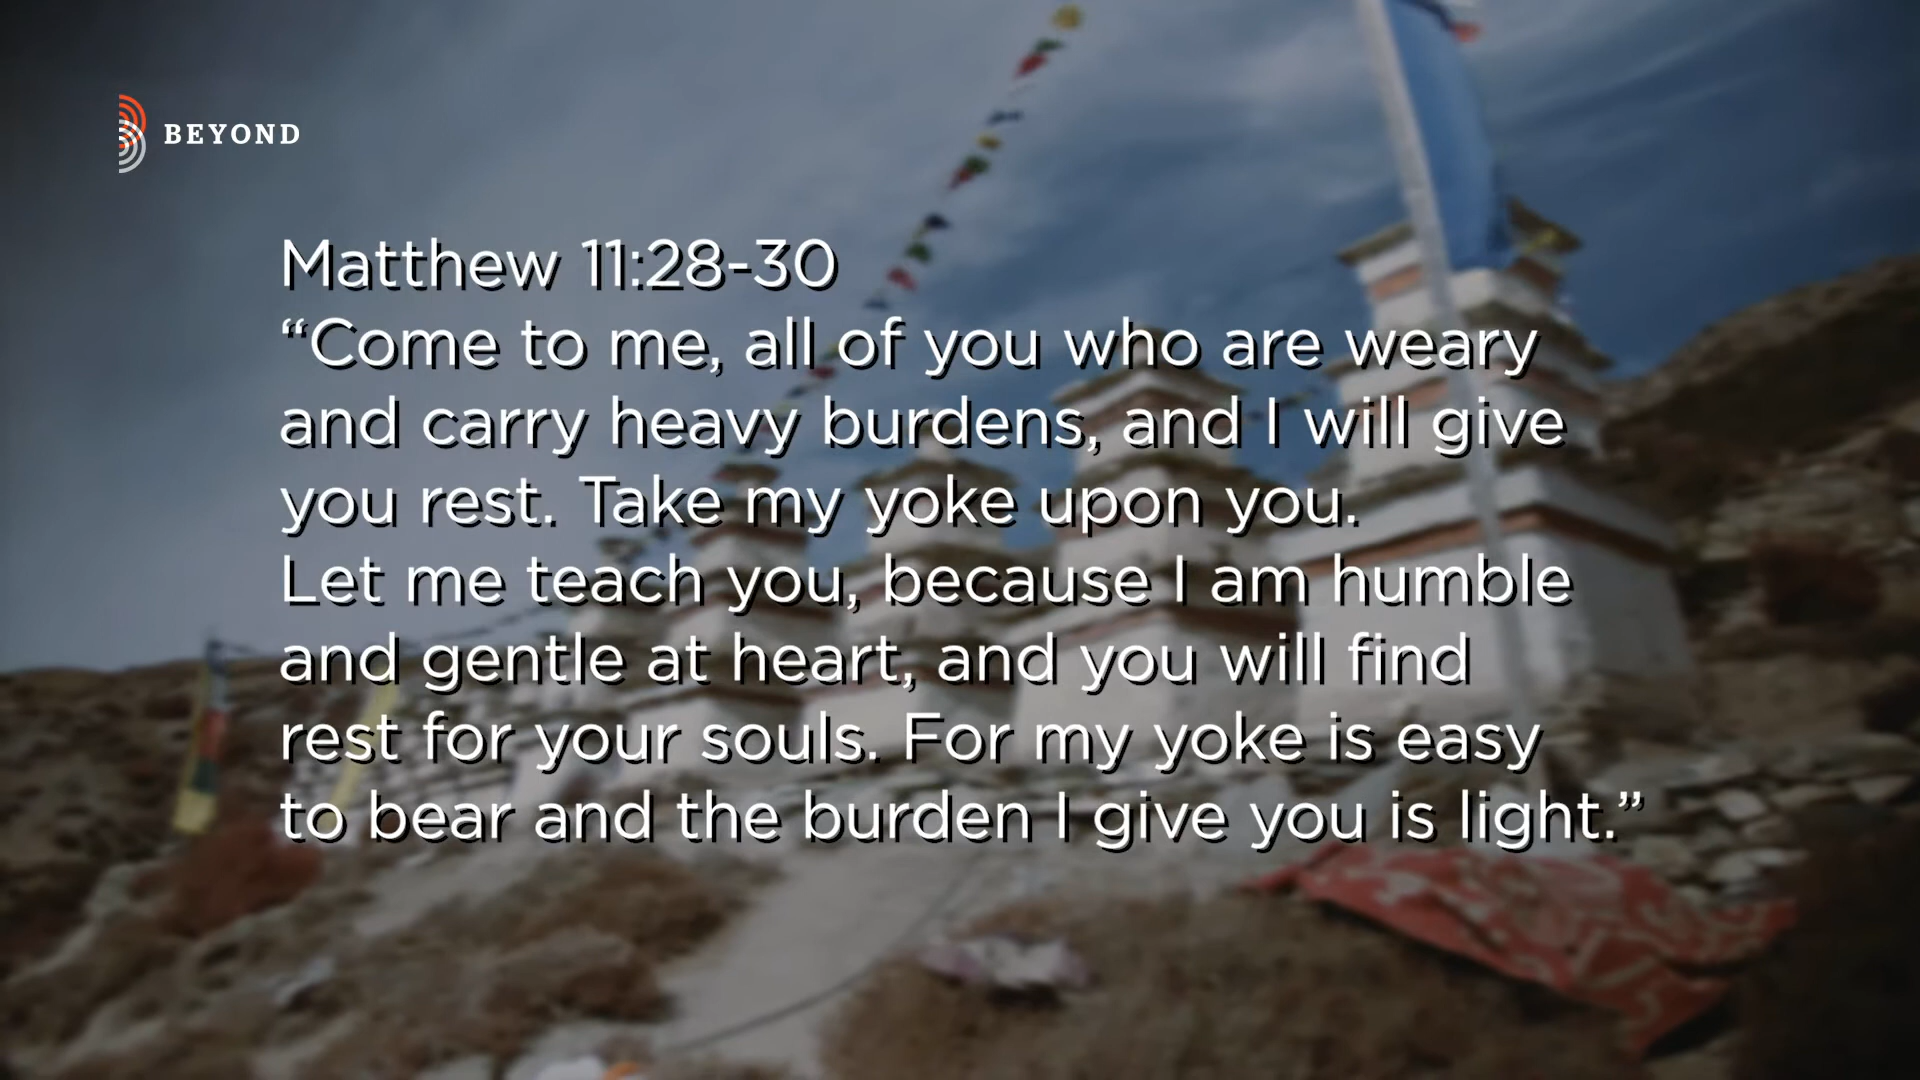 BEYOND
Matthew 11:28-30
“Come to me, all of you who are weary
and carry heavy burdens, and I will give
you rest. Take my yoke upon you.
Let me teach you, because I am humble
and gentle at heart, and you will find
rest for your souls. For my yoke is easy
to bear and the burden I give you is light.”